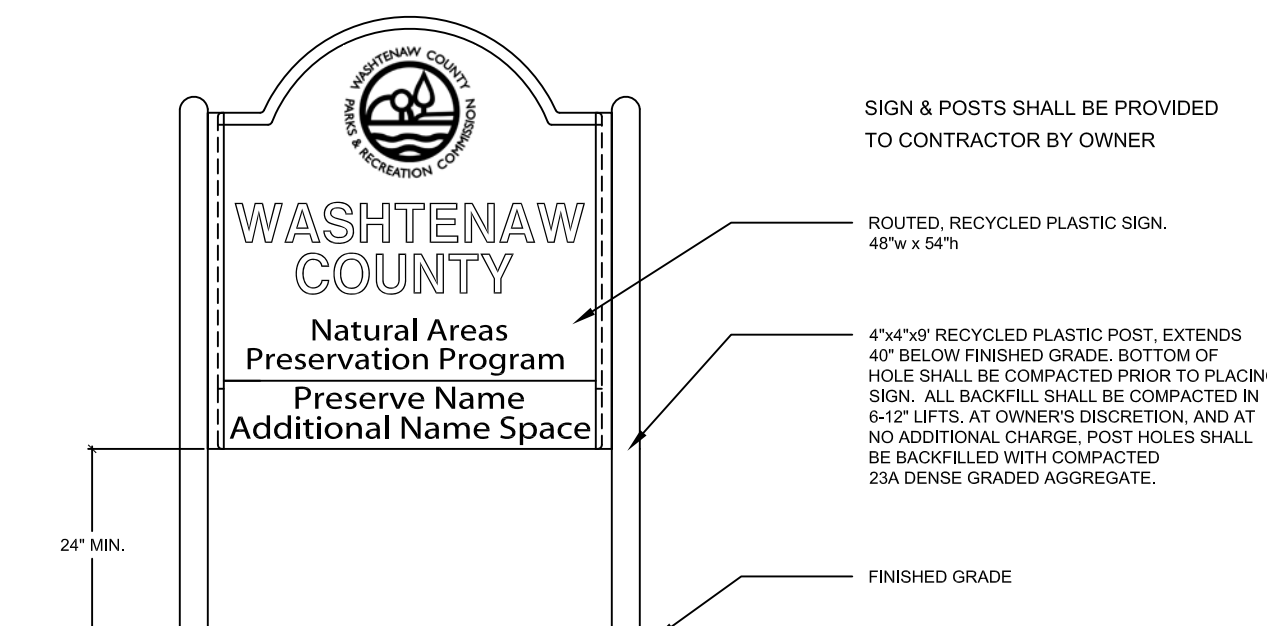 WASHTENAW COUNTY
PARKS & RECREATION COMMISSION
WASHTENAW
COUNTY
Natural Areas
Preservation Program
Preserve Name
Additional Name Space
24" MIN.
SIGN & POSTS SHALL BE PROVIDED
TO CONTRACTOR BY OWNER
ROUTED, RECYCLED PLASTIC SIGN.
48"w x 54"h
4"x4"x9' RECYCLED PLASTIC POST, EXTENDS
40" BELOW FINISHED GRADE. BOTTOM OF
HOLE SHALL BE COMPACTED PRIOR TO PLACING
SIGN.  ALL BACKFILL SHALL BE COMPACTED IN
6-12" LIFTS. AT OWNER'S DISCRETION, AND AT
NO ADDITIONAL CHARGE, POST HOLES SHALL
BE BACKFILLED WITH COMPACTED
23A DENSE GRADED AGGREGATE.
FINISHED GRADE